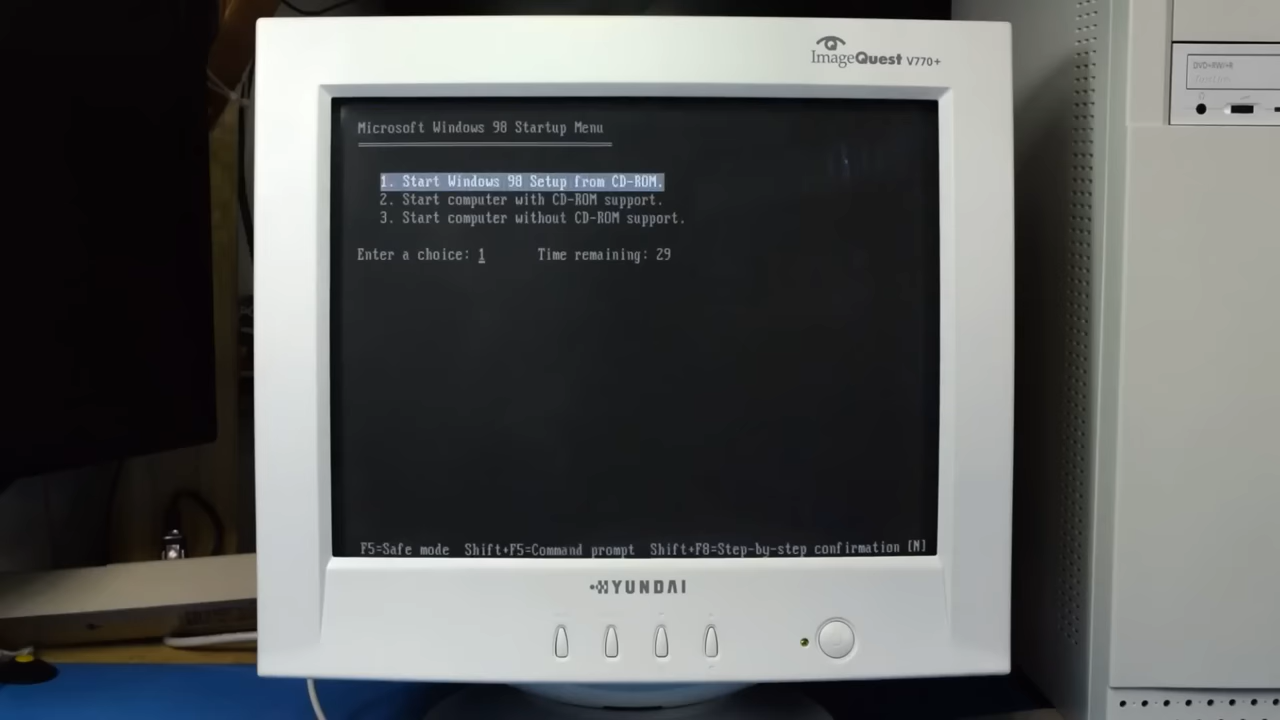 ImageQuest V770+
DVD+RW/+R
Microsoft Windows 98 Startup Menu
1. Start Windows 98 Setup from CD-ROM.
2. Start computer with CD-ROM support.
3. Start computer without CD-ROM support.
Enter a choice: 1 Time remaining: 29
F5=Safe mode Shift+F5=Command prompt Shift+F8=Step-by-step confirmation [N]
HYUNDAI